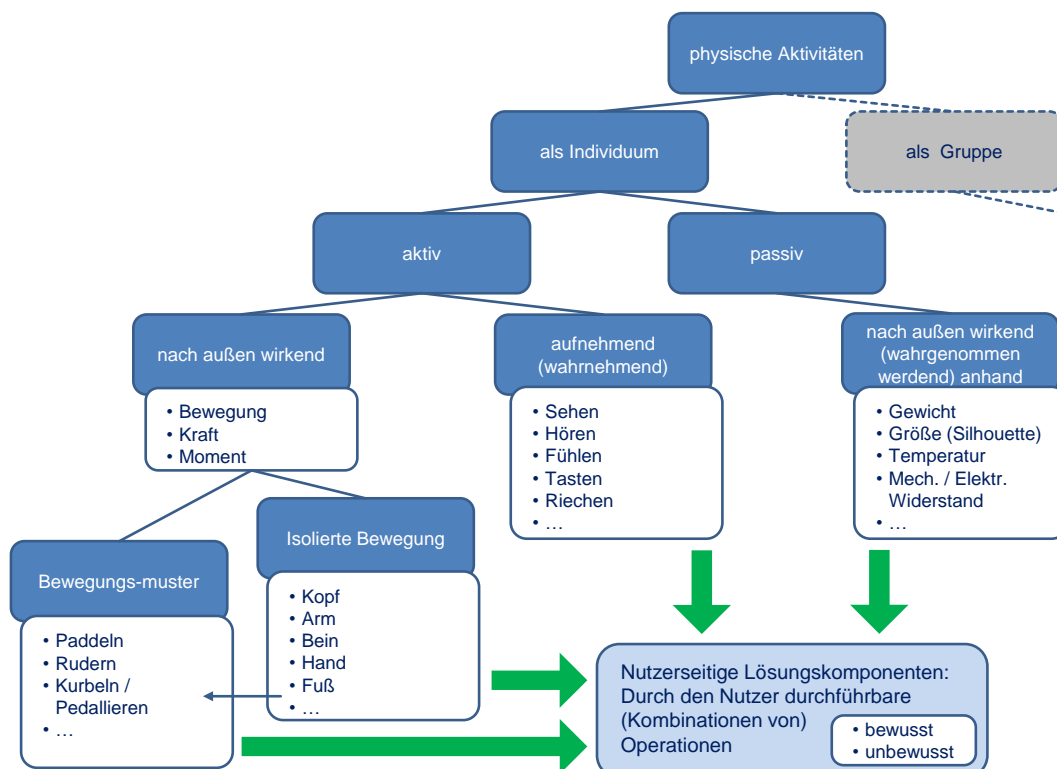 physische Aktivitäten
als Individuum
als Gruppe
aktiv
passiv
nach außen wirkend
• Bewegung
• Kraft
• Moment
aufnehmend
(wahrnehmend)
• Sehen
• Hören
• Fühlen
• Tasten
• Riechen
• …
nach außen wirkend
(wahrgenommen
werdend) anhand
• Gewicht
• Größe (Silhouette)
• Temperatur
• Mech. / Elektr.
Widerstand
• …
Bewegungs-muster
• Paddeln
• Rudern
• Kurbeln /
Pedallieren
• …
Isolierte Bewegung
• Kopf
• Arm
• Bein
• Hand
• Fuß
• …
Nutzerseitige Lösungskomponenten:
Durch den Nutzer durchführbare
(Kombinationen von)
Operationen
• bewusst
• unbewusst